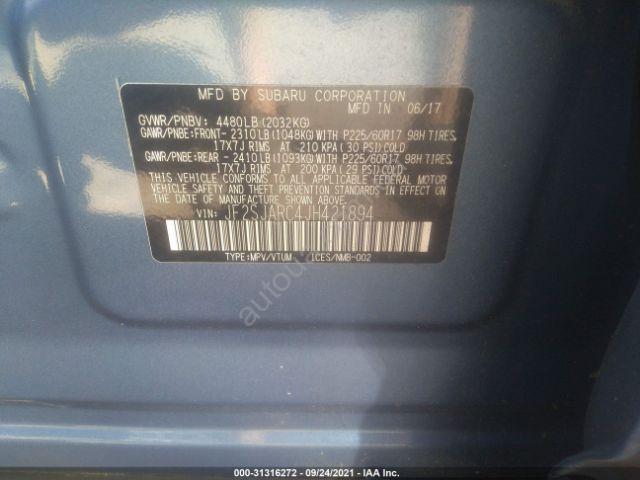 MFD BY SUBARU CORPORATION
MFD IN 06/17
GVWR/PNBV: 4480LB(2032KG)
GAWR/PNBE:FRONT- 2310LB(1048KG)WITH P225/60R17 98H TIRES,
17X7J RIMS AT 210 KPA(30 PSI)COLD
GAWR/PNBE:REAR - 2410LB(1093KG)WITH P225/60R17 98H TIRES,
17X7J RIMS AT 200 KPA(29 PSI)COLD
THIS VEHICLE CONFORMS TO ALL APPLICABLE FEDERAL MOTOR
VEHICLE SAFETY AND THEFT PREVENTION STANDARDS IN EFFECT ON
THE DATE OF MANUFACTURE SHOWN ABOVE.
VIN: JF2SJARC4JH421894
TYPE:MPV/VTUM ICES/NMB-002
000-31316272 - 09/24/2021 - IAA Inc.